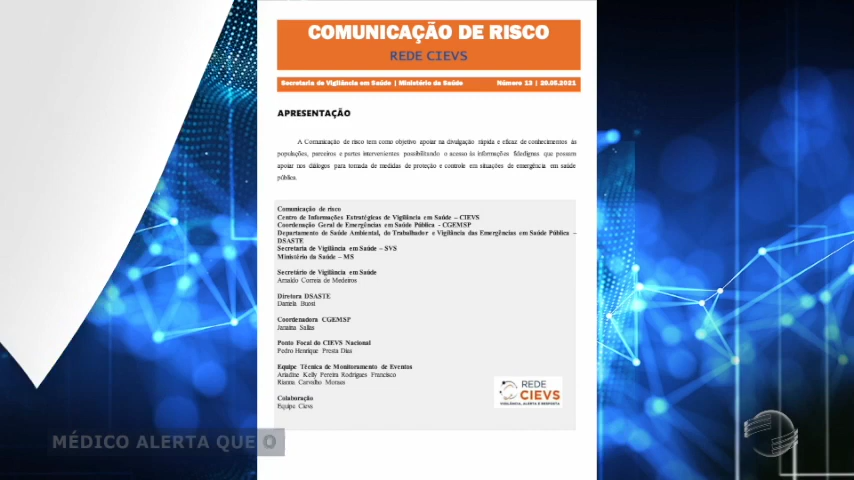 COMUNICAÇÃO DE RISCO
REDE CIEVS
Secretaria de Vigilância em Saúde | Ministério da Saúde Número 13 | 20.05.2021
APRESENTAÇÃO
A Comunicação de risco tem como objetivo apoiar na divulgação rápida e eficaz de conhecimentos às
populações, parceiros e partes intervenientes possibilitando o acesso às informações fidedignas que possam
apoiar nos diálogos para tomada de medidas de proteção e controle em situações de emergência em saúde
pública.
Comunicação de risco
Centro de Informações Estratégicas de Vigilância em Saúde – CIEVS
Coordenação Geral de Emergências em Saúde Pública - CGEMSP
Departamento de Saúde Ambiental, do Trabalhador e Vigilância das Emergências em Saúde Pública –
DSASTE
Secretaria de Vigilância em Saúde – SVS
Ministério da Saúde – MS
Secretário de Vigilância em Saúde
Arnaldo Correia de Medeiros
Diretora DSASTE
Daniela Buosi
Coordenadora CGEMSP
Janaína Sallas
Ponto Focal do CIEVS Nacional
Pedro Henrique Presta Dias
Equipe Técnica de Monitoramento de Eventos
Ariadine Kelly Pereira Rodrigues Francisco
Rianna Carvalho Moraes
Colaboração
Equipe Cievs
REDE
CIEVS
VIGILÂNCIA, ALERTA E RESPOSTA
MÉDICO ALERTA QUE O